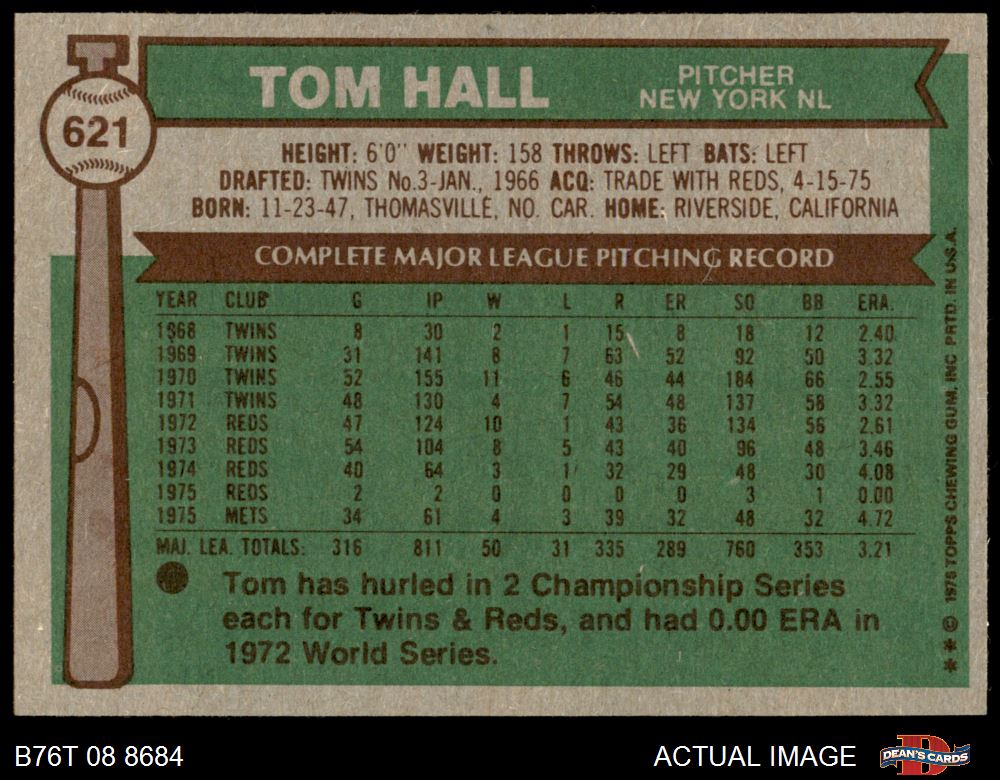 TOM HALL
PITCHER
NEW YORK NL
621
HEIGHT: 6'0" WEIGHT: 158 THROWS: LEFT BATS: LEFT
DRAFTED: TWINS No.3-JAN., 1966 ACQ: TRADE WITH REDS, 4-15-75
BORN: 11-23-47, THOMASVILLE, NO. CAR. HOME: RIVERSIDE, CALIFORNIA
COMPLETE MAJOR LEAGUE PITCHING RECORD
YEAR CLUB G IP W L R ER SO BB ERA.
1968 TWINS 8 30 2 1 15 8 18 12 2.40
1969 TWINS 31 141 8 7 63 52 92 50 3.32
1970 TWINS 52 155 11 6 46 44 184 66 2.55
1971 TWINS 48 130 4 7 54 48 137 58 3.32
1972 REDS 47 124 10 1 43 36 134 56 2.61
1973 REDS 54 104 8 5 43 40 96 48 3.46
1974 REDS 40 64 3 1 32 29 48 30 4.08
1975 REDS 2 2 0 0 0 0 3 1 0.00
1975 METS 34 61 4 3 39 32 48 32 4.72
MAJ. LEA. TOTALS: 316 811 50 31 335 289 760 353 3.21
Tom has hurled in 2 Championship Series
each for Twins & Reds, and had 0.00 ERA in
1972 World Series.
** © 1976 TOPPS CHEWING GUM, INC PRTD. IN U.S.A.
B76T 08 8684
ACTUAL IMAGE
DEAN'S CARDS